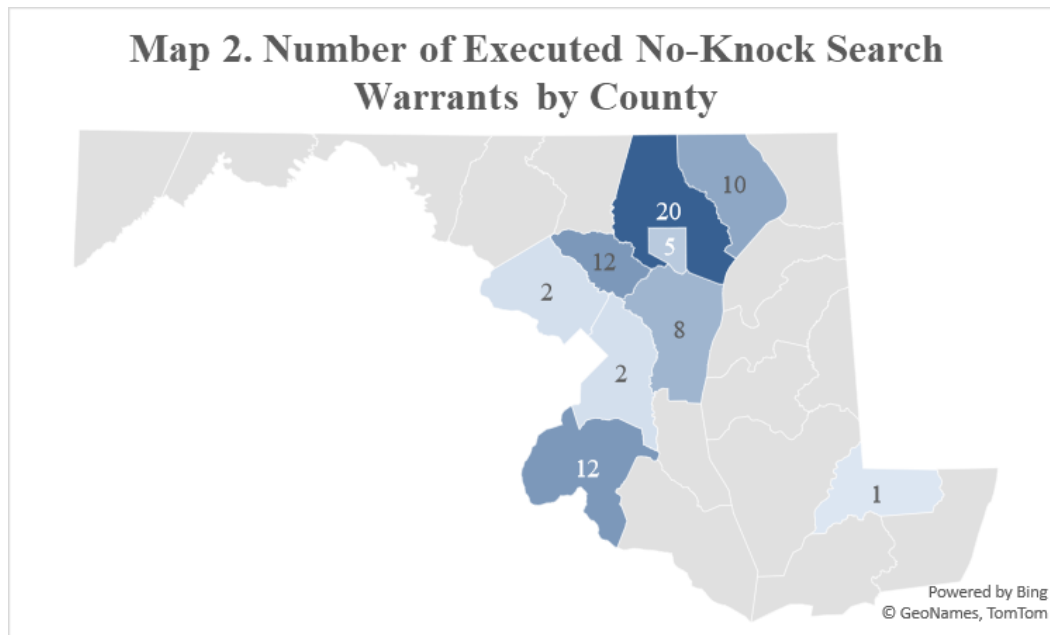 Map 2. Number of Executed No-Knock Search
Warrants by County
10
20
5
12
2
8
2
12
1
Powered by Bing
© GeoNames, TomTom